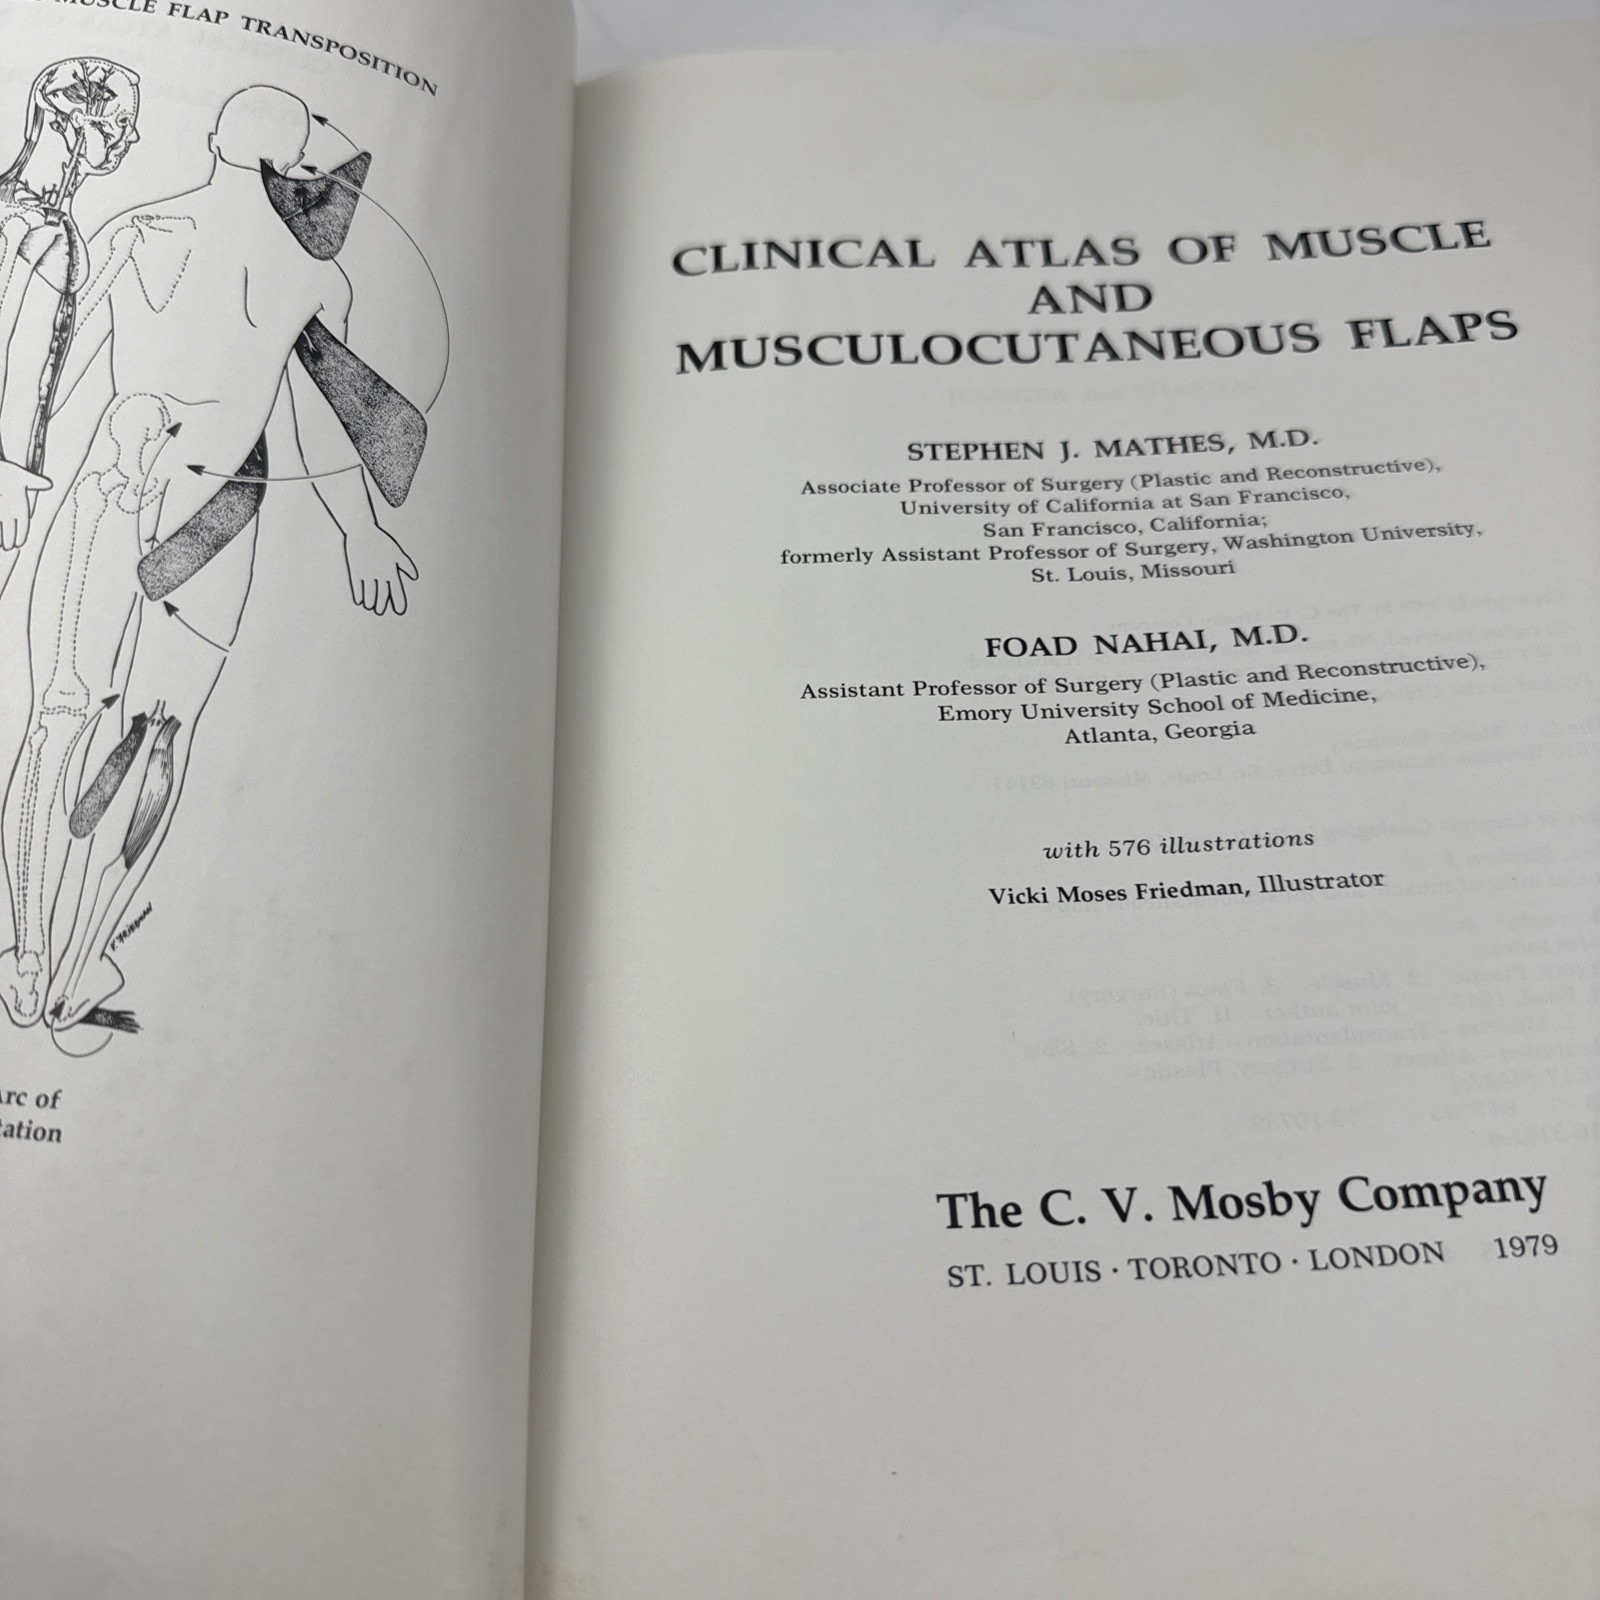 MUSCLE FLAP TRANSPOSITION
V. FRIEDMAN
Arc of
CLINICAL ATLAS OF MUSCLE
AND
MUSCULOCUTANEOUS FLAPS
STEPHEN J. MATHES, M.D.
Associate Professor of Surgery (Plastic and Reconstructive),
University of California at San Francisco,
San Francisco, California;
formerly Assistant Professor of Surgery, Washington University,
St. Louis, Missouri
FOAD NAHAI, M.D.
Assistant Professor of Surgery (Plastic and Reconstructive),
Emory University School of Medicine,
Atlanta, Georgia
with 576 illustrations
Vicki Moses Friedman, Illustrator
The C. V. Mosby Company
ST. LOUIS · TORONTO · LONDON 1979